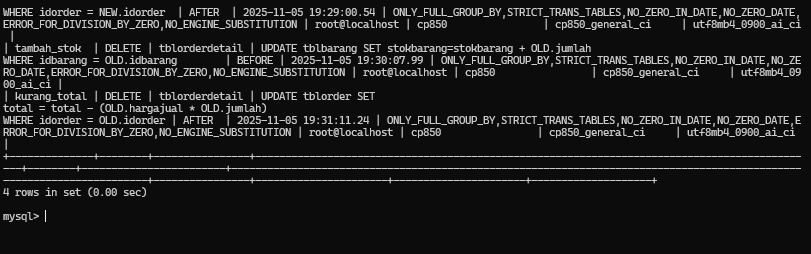 WHERE idorder = NEW.idorder  | AFTER  | 2025-11-05 19:29:00.54 | ONLY_FULL_GROUP_BY,STRICT_TRANS_TABLES,NO_ZERO_IN_DATE,NO_ZERO_DATE,
ERROR_FOR_DIVISION_BY_ZERO,NO_ENGINE_SUBSTITUTION | root@localhost | cp850                | cp850_general_ci     | utf8mb4_0900_ai_ci
 |
| tambah_stok  | DELETE | tblorderdetail | UPDATE tblbarang SET stokbarang=stokbarang + OLD.jumlah
WHERE idbarang = OLD.idbarang        | BEFORE | 2025-11-05 19:30:07.99 | ONLY_FULL_GROUP_BY,STRICT_TRANS_TABLES,NO_ZERO_IN_DATE,NO_ZE
RO_DATE,ERROR_FOR_DIVISION_BY_ZERO,NO_ENGINE_SUBSTITUTION | root@localhost | cp850                | cp850_general_ci     | utf8mb4_09
00_ai_ci |
| kurang_total | DELETE | tblorderdetail | UPDATE tblorder SET
total = total - (OLD.hargajual * OLD.jumlah)
WHERE idorder = OLD.idorder | AFTER  | 2025-11-05 19:31:11.24 | ONLY_FULL_GROUP_BY,STRICT_TRANS_TABLES,NO_ZERO_IN_DATE,NO_ZERO_DATE,E
RROR_FOR_DIVISION_BY_ZERO,NO_ENGINE_SUBSTITUTION | root@localhost | cp850                | cp850_general_ci     | utf8mb4_0900_ai_ci
|
4 rows in set (0.00 sec)
mysql>